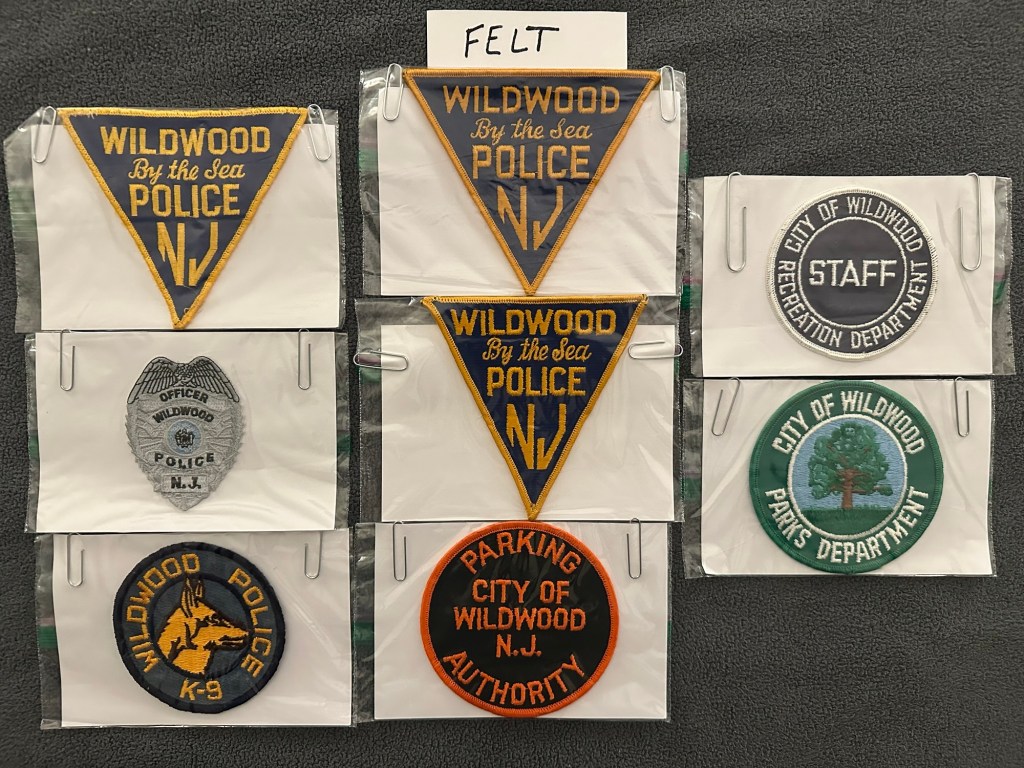 FELT
WILDWOOD
By the Sea
POLICE
NJ
WILDWOOD
By the Sea
POLICE
NJ
CITY OF WILDWOOD
STAFF
RECREATION DEPARTMENT
OFFICER
WILDWOOD
POLICE
N.J.
WILDWOOD
By the Sea
POLICE
NJ
CITY OF WILDWOOD
PARKS DEPARTMENT
WILDWOOD POLICE
K-9
PARKING
CITY OF
WILDWOOD
N.J.
AUTHORITY